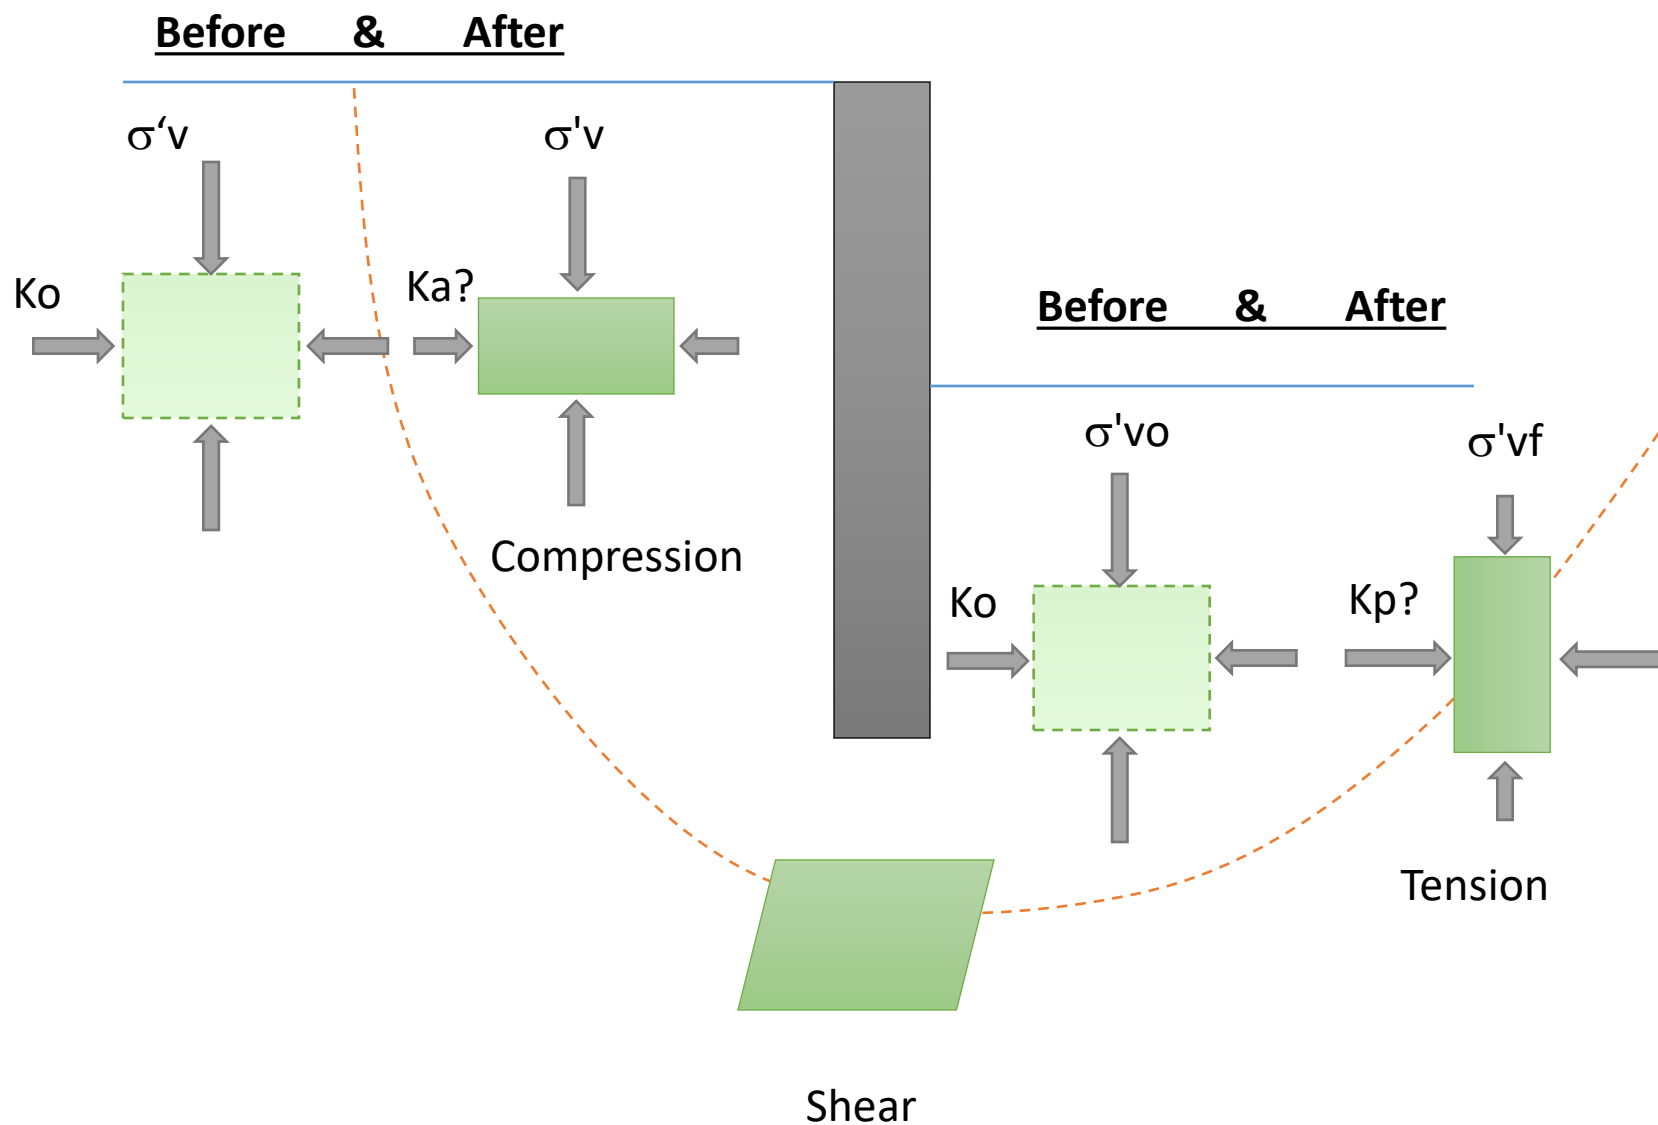 Before & After
σ‘v
σ'v
Ko
Ka?
Compression
Before & After
σ'vo
σ'vf
Ko
Kp?
Tension
Shear